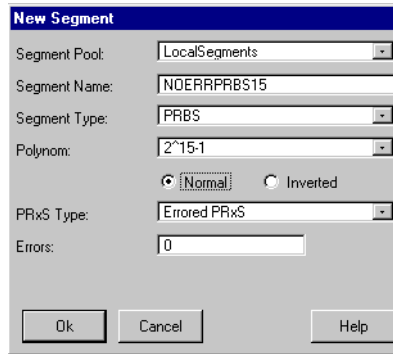 New Segment
Segment Pool: LocalSegments
Segment Name: NOERRPRBS15
Segment Type: PRBS
Polynom: 2^15-1
Normal Inverted
PRxS Type: Errored PRxS
Errors: 0
Ok Cancel Help